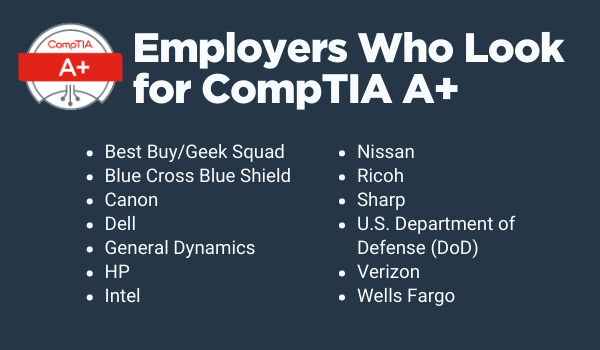 CompTIA
A+
Employers Who Look
for CompTIA A+
• Best Buy/Geek Squad
• Blue Cross Blue Shield
• Canon
• Dell
• General Dynamics
• HP
• Intel
• Nissan
• Ricoh
• Sharp
• U.S. Department of
Defense (DoD)
• Verizon
• Wells Fargo